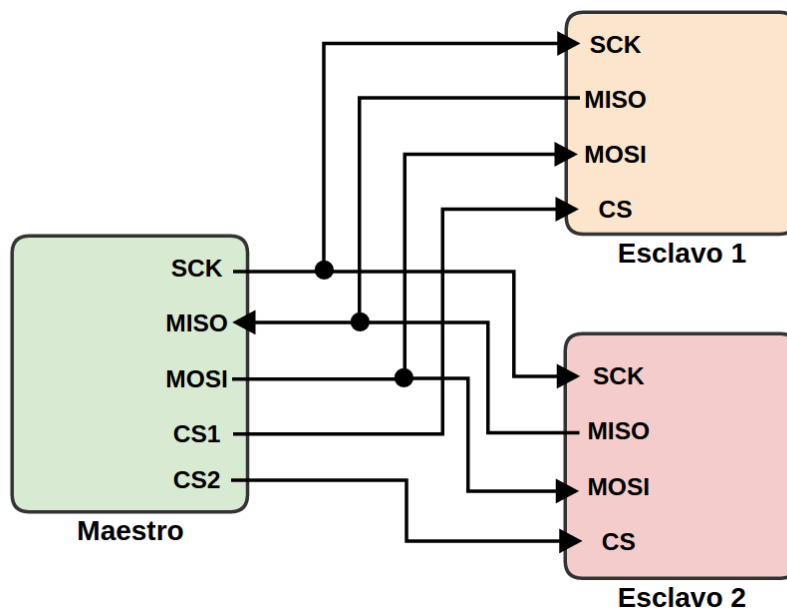 SCK
MISO
MOSI
CS
Esclavo 1
SCK
MISO
MOSI
CS1
CS2
Maestro
SCK
MISO
MOSI
CS
Esclavo 2